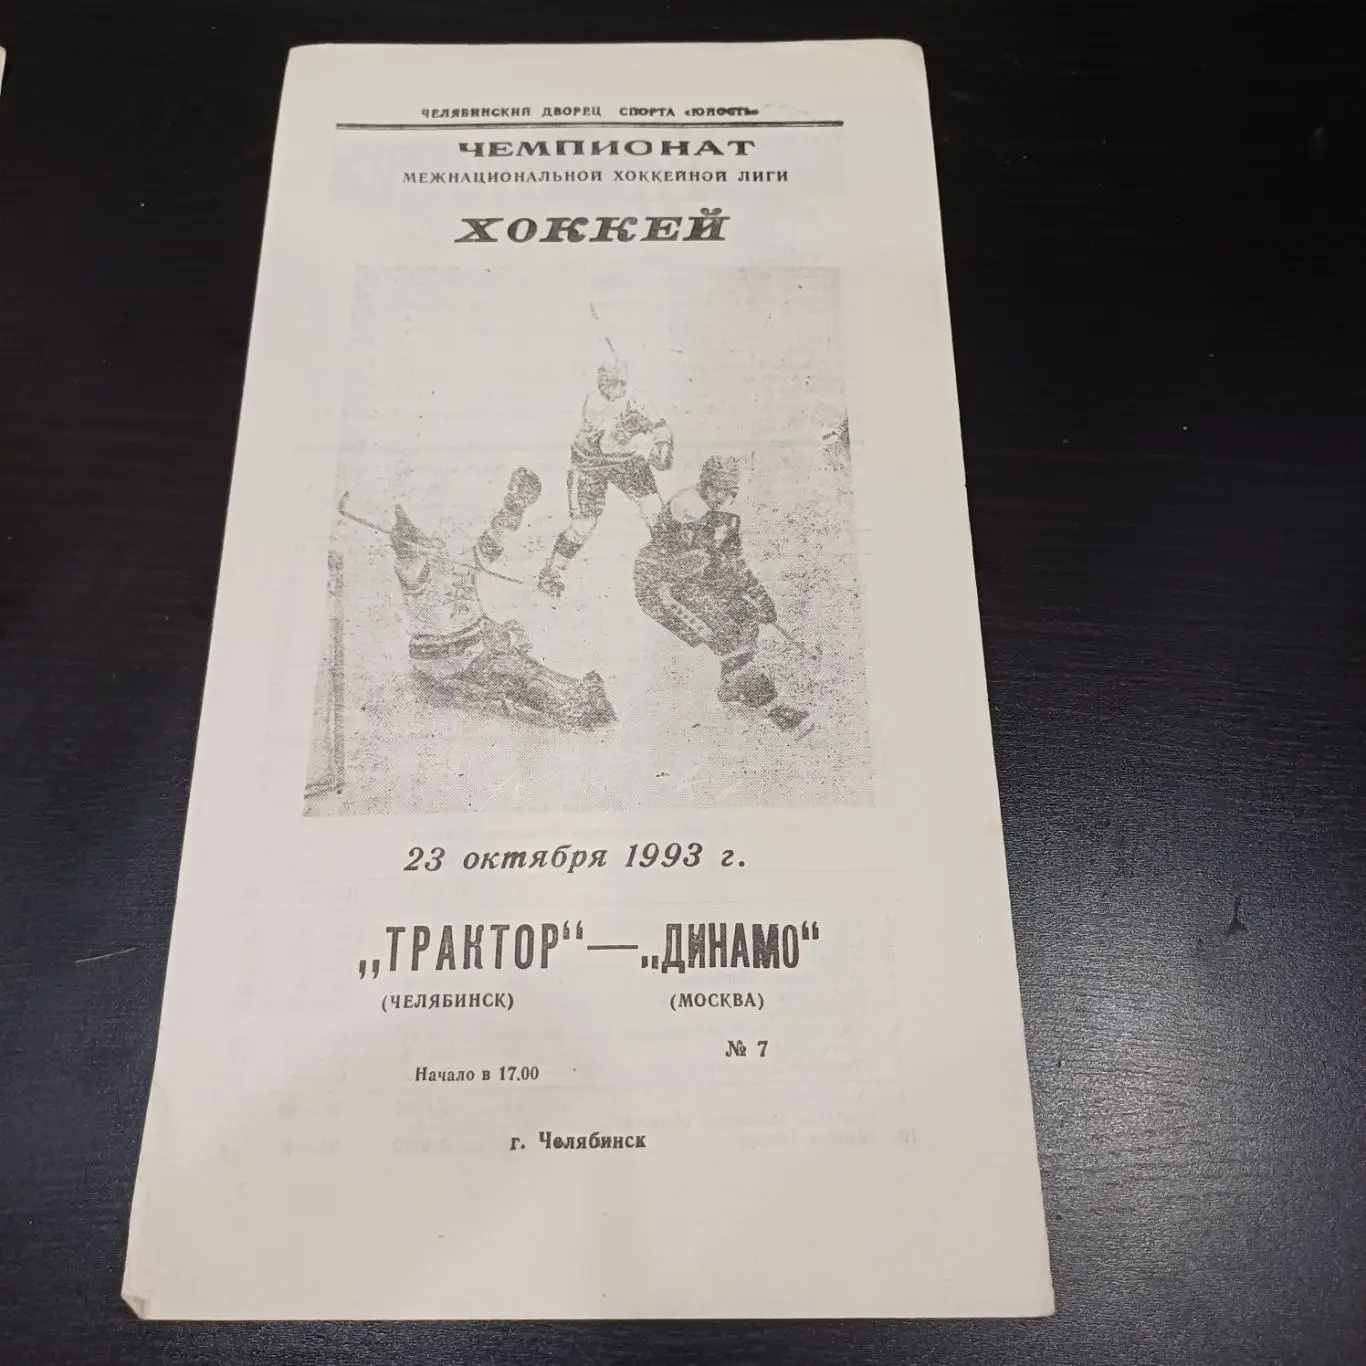 ЧЕЛЯБИНСКИЙ ДВОРЕЦ СПОРТА «ЮНОСТЬ»
ЧЕМПИОНАТ
МЕЖНАЦИОНАЛЬНОЙ ХОККЕЙНОЙ ЛИГИ
ХОККЕЙ
23 октября 1993 г.
„ТРАКТОР“ — „ДИНАМО“
(ЧЕЛЯБИНСК) (МОСКВА)
№ 7
Начало в 17.00
г. Челябинск